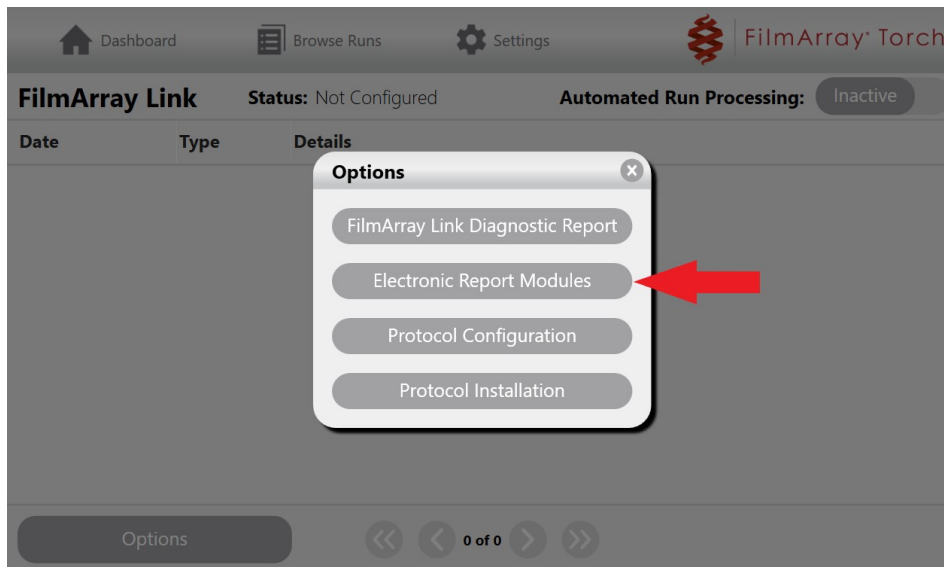 Dashboard Browse Runs Settings FilmArray® Torch
FilmArray Link Status: Not Configured Automated Run Processing: Inactive
Date Type Details
Options
FilmArray Link Diagnostic Report
Electronic Report Modules
Protocol Configuration
Protocol Installation
Options 0 of 0